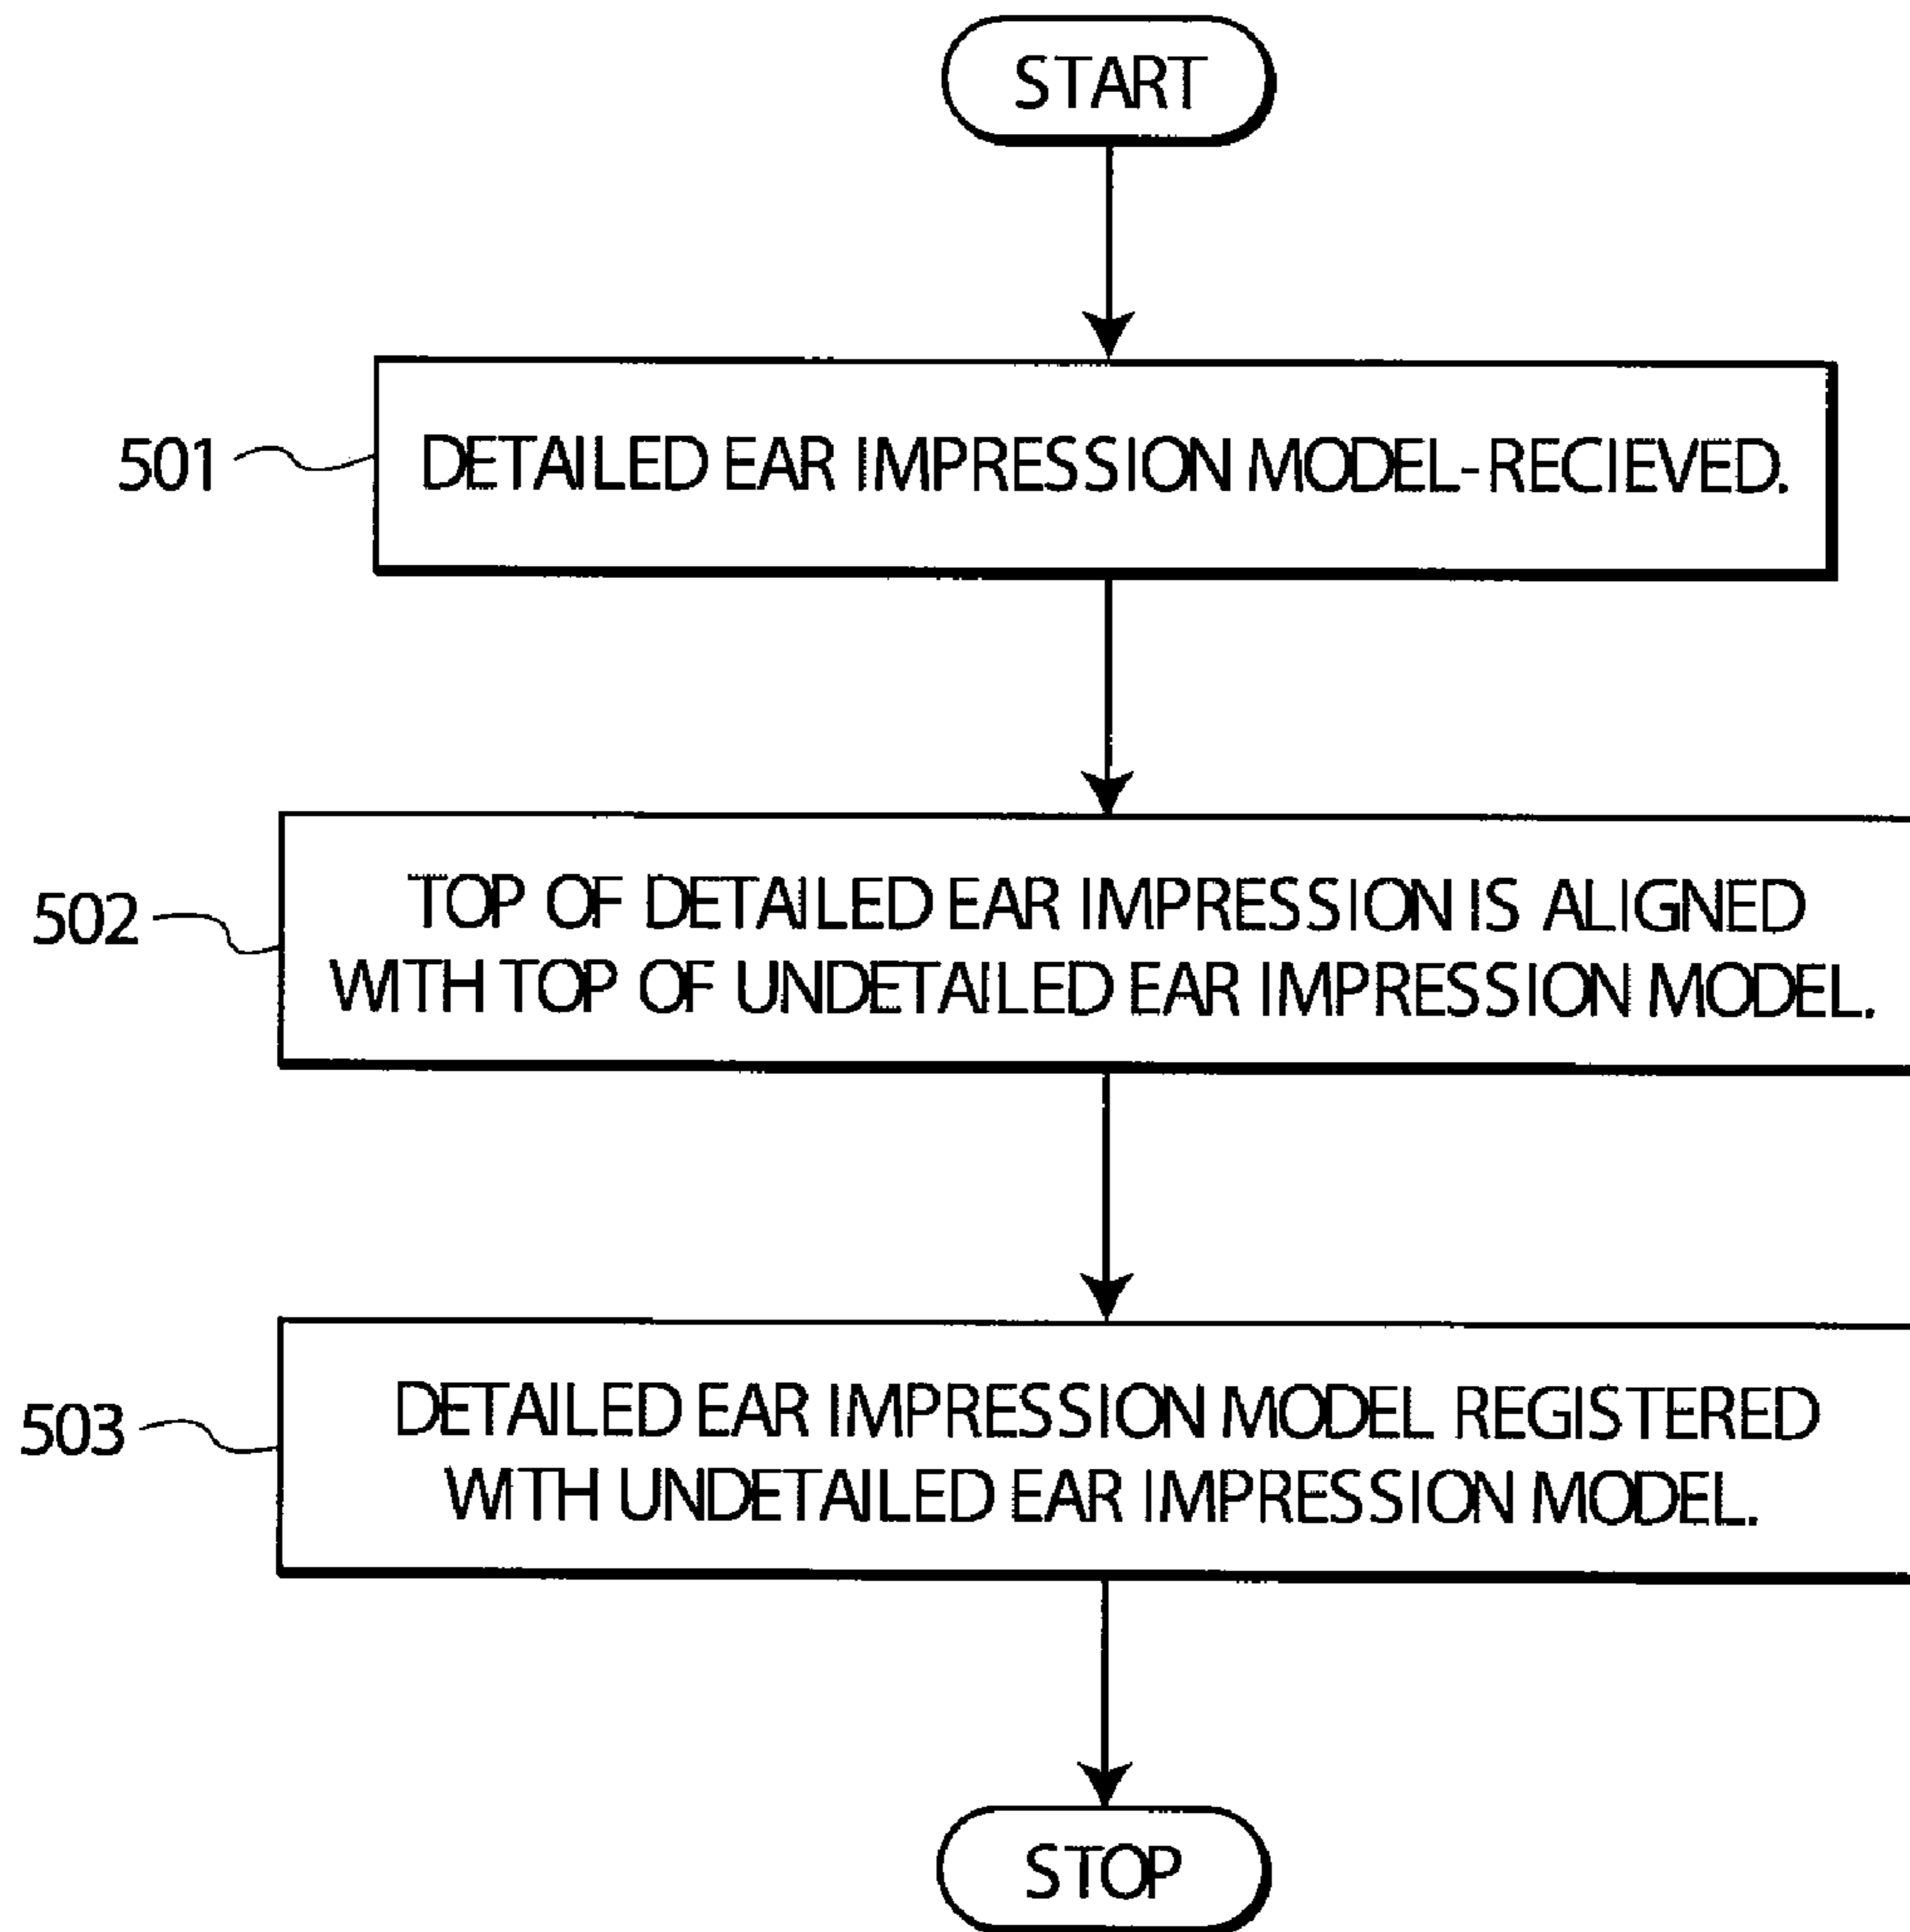 START
501
DETAILED EAR IMPRESSION MODEL-RECIEVED.
502
TOP OF DETAILED EAR IMPRESSION IS ALIGNED
WITH TOP OF UNDETAILED EAR IMPRESSION MODEL.
503
DETAILED EAR IMPRESSION MODEL REGISTERED
WITH UNDETAILED EAR IMPRESSION MODEL.
STOP